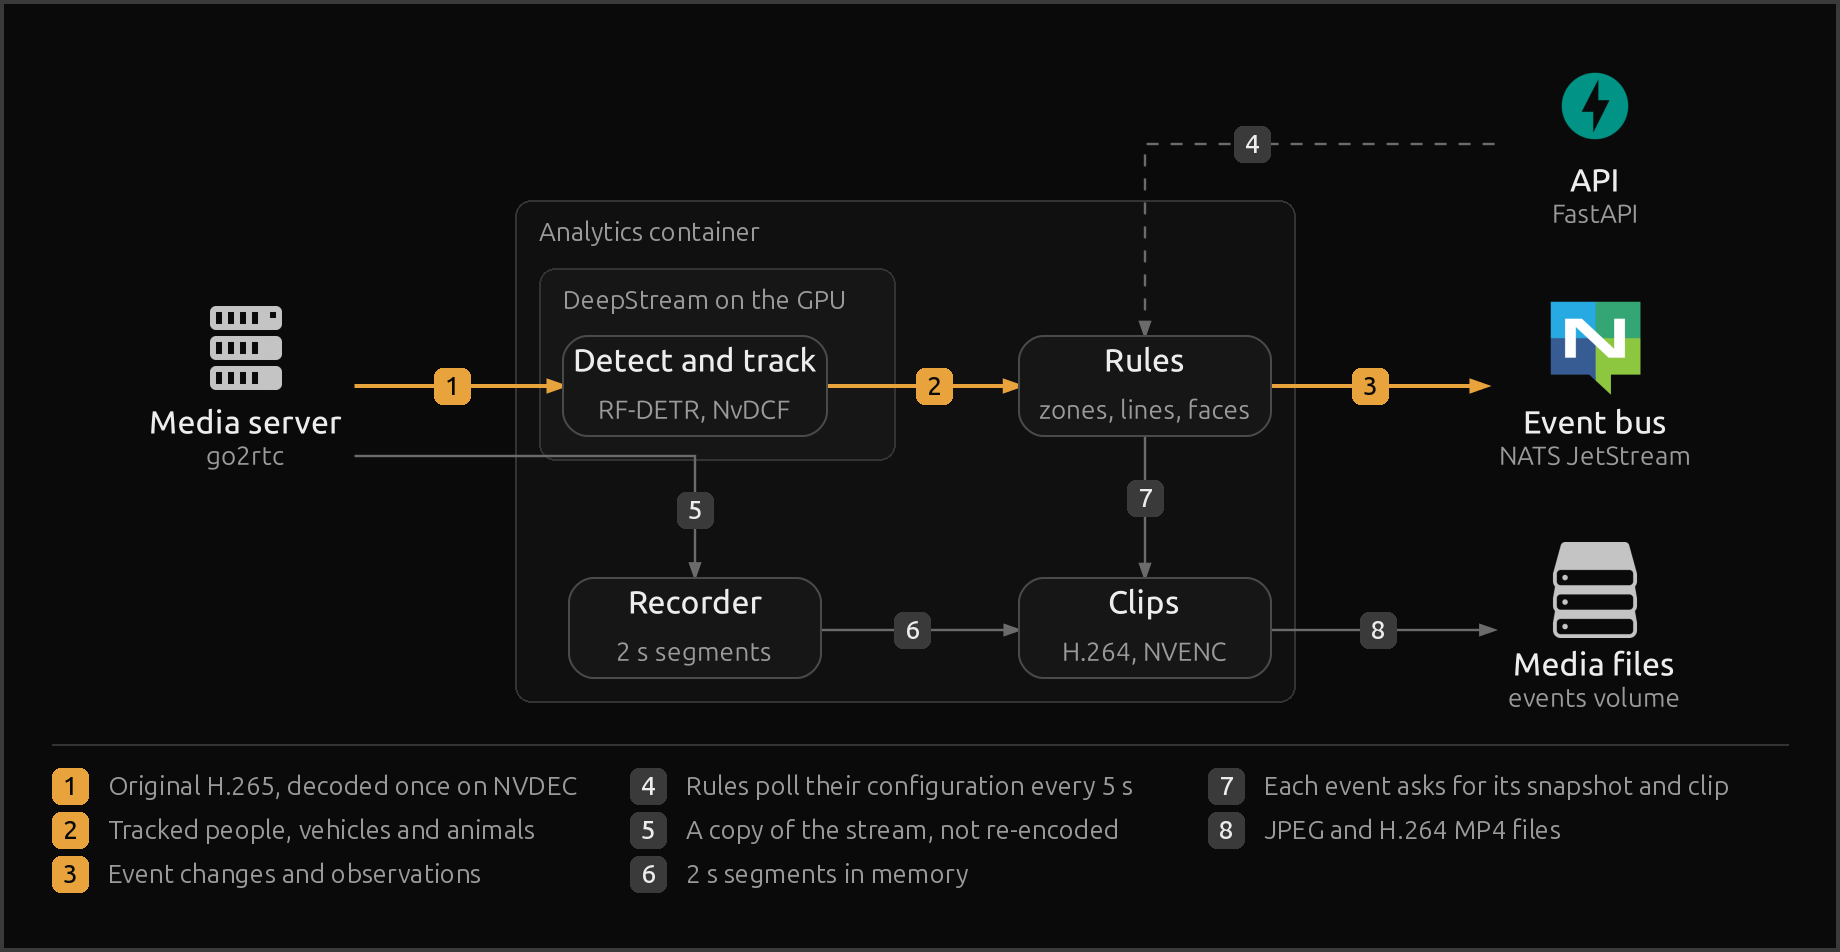 4
API
FastAPI
Analytics container
DeepStream on the GPU
Media server
go2rtc
1
Detect and track
RF-DETR, NvDCF
2
Rules
zones, lines, faces
3
N
Event bus
NATS JetStream
5
7
Recorder
2 s segments
6
Clips
H.264, NVENC
8
Media files
events volume
1 Original H.265, decoded once on NVDEC
2 Tracked people, vehicles and animals
3 Event changes and observations
4 Rules poll their configuration every 5 s
5 A copy of the stream, not re-encoded
6 2 s segments in memory
7 Each event asks for its snapshot and clip
8 JPEG and H.264 MP4 files